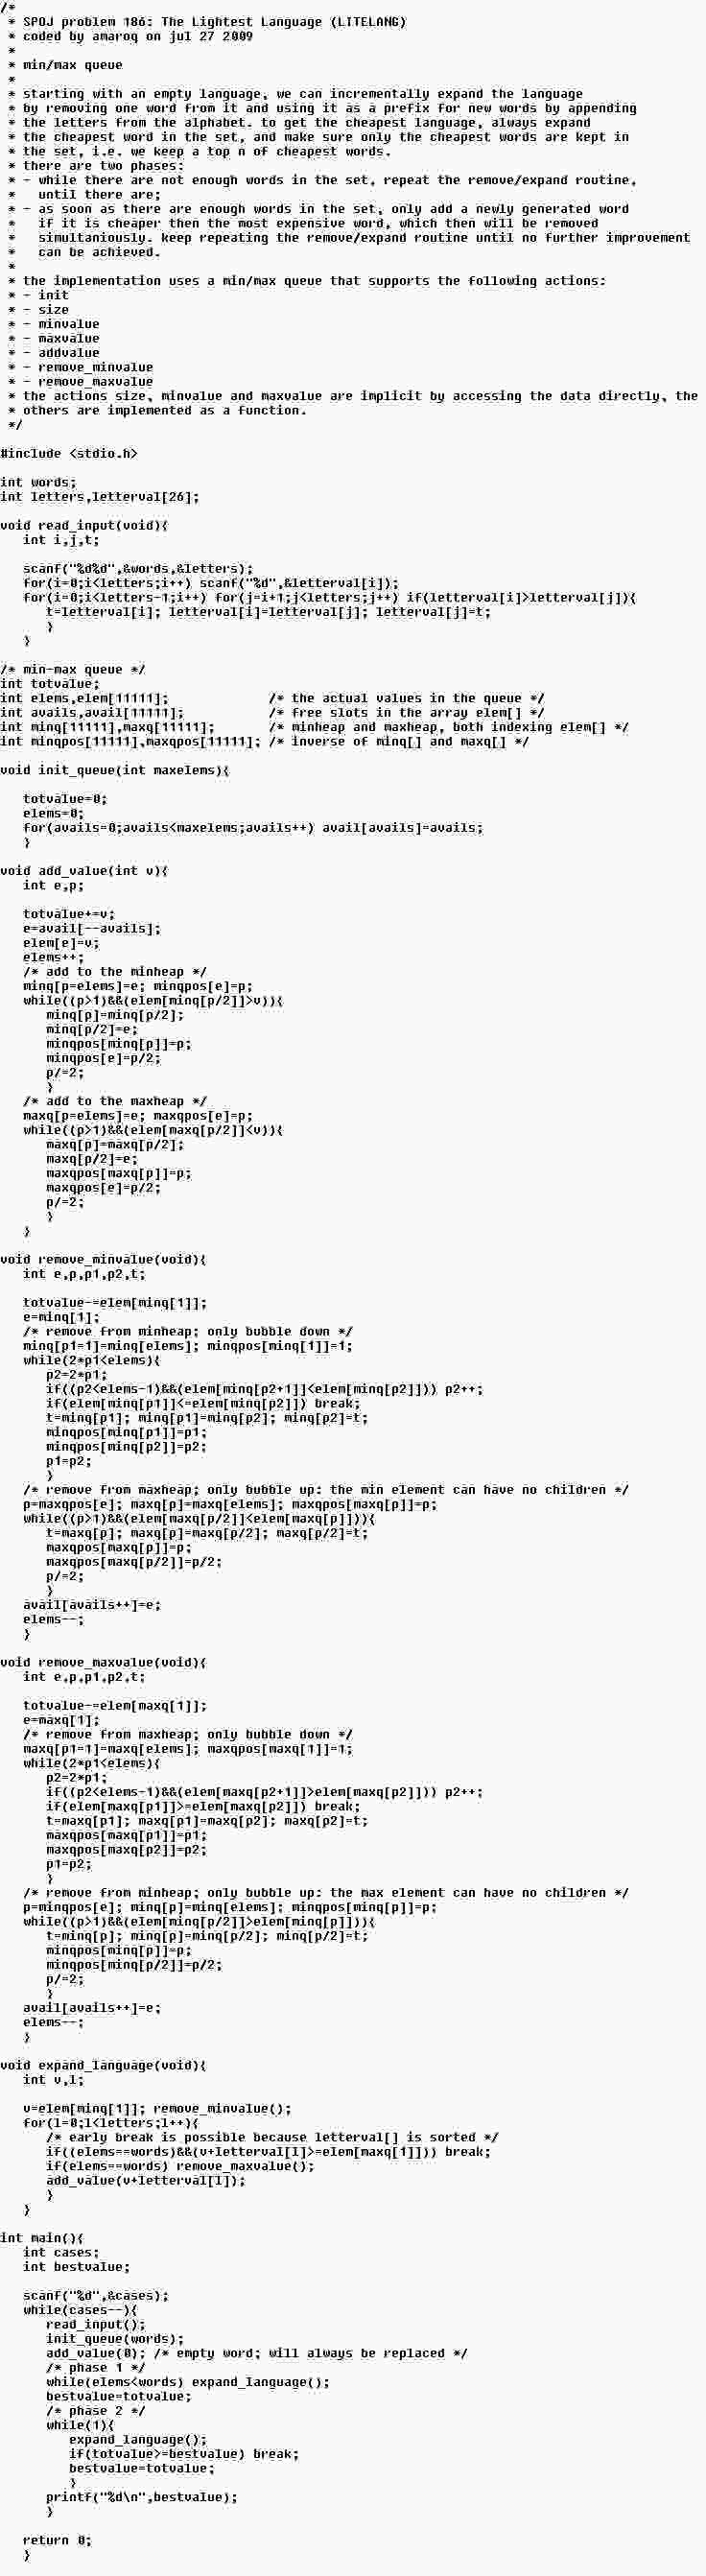 /*
 * SPOJ problem 186: The Lightest Language (LITELANG)
 * coded by amaroq on jul 27 2009
 *
 * min/max queue
 *
 * starting with an empty language, we can incrementally expand the language
 * by removing one word from it and using it as a prefix for new words by appending
 * the letters from the alphabet. to get the cheapest language, always expand
 * the cheapest word in the set, and make sure only the cheapest words are kept in
 * the set, i.e. we keep a top n of cheapest words.
 * there are two phases:
 * - while there are not enough words in the set, repeat the remove/expand routine,
 *   until there are;
 * - as soon as there are enough words in the set, only add a newly generated word
 *   if it is cheaper then the most expensive word, which then will be removed
 *   simultaniously. keep repeating the remove/expand routine until no further improvement
 *   can be achieved.
 *
 * the implementation uses a min/max queue that supports the following actions:
 * - init
 * - size
 * - minvalue
 * - maxvalue
 * - addvalue
 * - remove_minvalue
 * - remove_maxvalue
 * the actions size, minvalue and maxvalue are implicit by accessing the data directly, the
 * others are implemented as a function.
 */

#include <stdio.h>

int words;
int letters,letterval[26];

void read_input(void){
   int i,j,t;

   scanf("%d%d",&words,&letters);
   for(i=0;i<letters;i++) scanf("%d",&letterval[i]);
   for(i=0;i<letters-1;i++) for(j=i+1;j<letters;j++) if(letterval[i]>letterval[j]){
      t=letterval[i]; letterval[i]=letterval[j]; letterval[j]=t;
      }
   }

/* min-max queue */
int totvalue;
int elems,elem[11111];             /* the actual values in the queue */
int avails,avail[11111];           /* free slots in the array elem[] */
int minq[11111],maxq[11111];       /* minheap and maxheap, both indexing elem[] */
int minqpos[11111],maxqpos[11111]; /* inverse of minq[] and maxq[] */

void init_queue(int maxelems){

   totvalue=0;
   elems=0;
   for(avails=0;avails<maxelems;avails++) avail[avails]=avails;
   }

void add_value(int v){
   int e,p;

   totvalue+=v;
   e=avail[--avails];
   elem[e]=v;
   elems++;
   /* add to the minheap */
   minq[p=elems]=e; minqpos[e]=p;
   while((p>1)&&(elem[minq[p/2]]>v)){
      minq[p]=minq[p/2];
      minq[p/2]=e;
      minqpos[minq[p]]=p;
      minqpos[e]=p/2;
      p/=2;
      }
   /* add to the maxheap */
   maxq[p=elems]=e; maxqpos[e]=p;
   while((p>1)&&(elem[maxq[p/2]]<v)){
      maxq[p]=maxq[p/2];
      maxq[p/2]=e;
      maxqpos[maxq[p]]=p;
      maxqpos[e]=p/2;
      p/=2;
      }
   }

void remove_minvalue(void){
   int e,p,p1,p2,t;

   totvalue-=elem[minq[1]];
   e=minq[1];
   /* remove from minheap; only bubble down */
   minq[p1=1]=minq[elems]; minqpos[minq[1]]=1;
   while(2*p1<elems){
      p2=2*p1;
      if((p2<elems-1)&&(elem[minq[p2+1]]<elem[minq[p2]])) p2++;
      if(elem[minq[p1]]<=elem[minq[p2]]) break;
      t=minq[p1]; minq[p1]=minq[p2]; minq[p2]=t;
      minqpos[minq[p1]]=p1;
      minqpos[minq[p2]]=p2;
      p1=p2;
      }
   /* remove from maxheap; only bubble up: the min element can have no children */
   p=maxqpos[e]; maxq[p]=maxq[elems]; maxqpos[maxq[p]]=p;
   while((p>1)&&(elem[maxq[p/2]]<elem[maxq[p]])){
      t=maxq[p]; maxq[p]=maxq[p/2]; maxq[p/2]=t;
      maxqpos[maxq[p]]=p;
      maxqpos[maxq[p/2]]=p/2;
      p/=2;
      }
   avail[avails++]=e;
   elems--;
   }

void remove_maxvalue(void){
   int e,p,p1,p2,t;

   totvalue-=elem[maxq[1]];
   e=maxq[1];
   /* remove from maxheap; only bubble down */
   maxq[p1=1]=maxq[elems]; maxqpos[maxq[1]]=1;
   while(2*p1<elems){
      p2=2*p1;
      if((p2<elems-1)&&(elem[maxq[p2+1]]>elem[maxq[p2]])) p2++;
      if(elem[maxq[p1]]>=elem[maxq[p2]]) break;
      t=maxq[p1]; maxq[p1]=maxq[p2]; maxq[p2]=t;
      maxqpos[maxq[p1]]=p1;
      maxqpos[maxq[p2]]=p2;
      p1=p2;
      }
   /* remove from minheap; only bubble up: the max element can have no children */
   p=minqpos[e]; minq[p]=minq[elems]; minqpos[minq[p]]=p;
   while((p>1)&&(elem[minq[p/2]]>elem[minq[p]])){
      t=minq[p]; minq[p]=minq[p/2]; minq[p/2]=t;
      minqpos[minq[p]]=p;
      minqpos[minq[p/2]]=p/2;
      p/=2;
      }
   avail[avails++]=e;
   elems--;
   }

void expand_language(void){
   int v,l;

   v=elem[minq[1]]; remove_minvalue();
   for(l=0;l<letters;l++){
      /* early break is possible because letterval[] is sorted */
      if((elems==words)&&(v+letterval[l]>=elem[maxq[1]])) break;
      if(elems==words) remove_maxvalue();
      add_value(v+letterval[l]);
      }
   }

int main(){
   int cases;
   int bestvalue;

   scanf("%d",&cases);
   while(cases--){
      read_input();
      init_queue(words);
      add_value(0); /* empty word; will always be replaced */
      /* phase 1 */
      while(elems<words) expand_language();
      bestvalue=totvalue;
      /* phase 2 */
      while(1){
         expand_language();
         if(totvalue>=bestvalue) break;
         bestvalue=totvalue;
         }
      printf("%d\n",bestvalue);
      }

   return 0;
   }